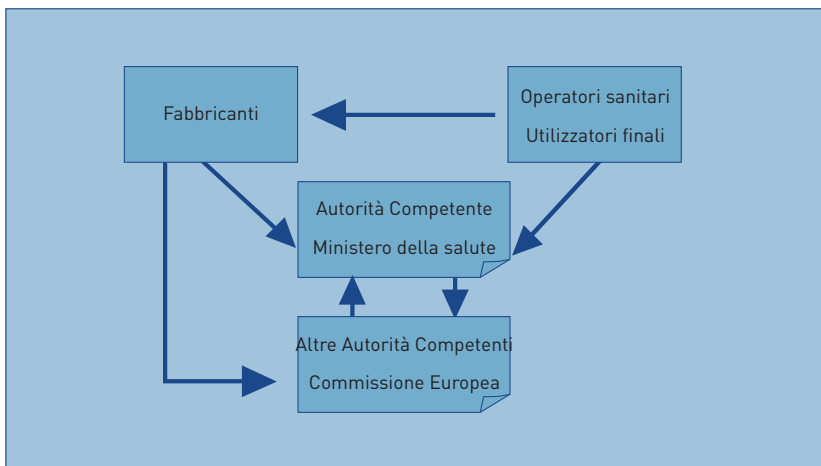 Fabbricanti
Operatori sanitari
Utilizzatori finali
Autorità Competente
Ministero della salute
Altre Autorità Competenti
Commissione Europea